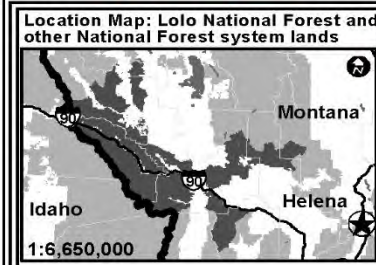 Location Map: Lolo National Forest and
other National Forest system lands
Montana
90
90
Idaho
Helena
1:6,650,000